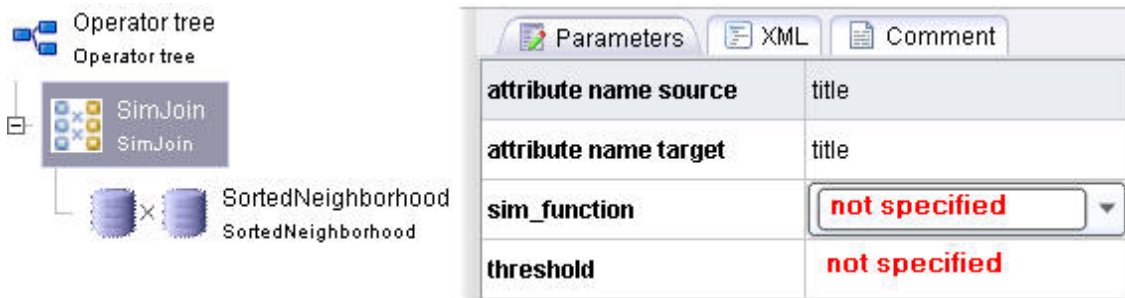 Operator tree
Operator tree
SimJoin
SimJoin
SortedNeighborhood
SortedNeighborhood
Parameters XML Comment
attribute name source title
attribute name target title
sim_function not specified
threshold not specified